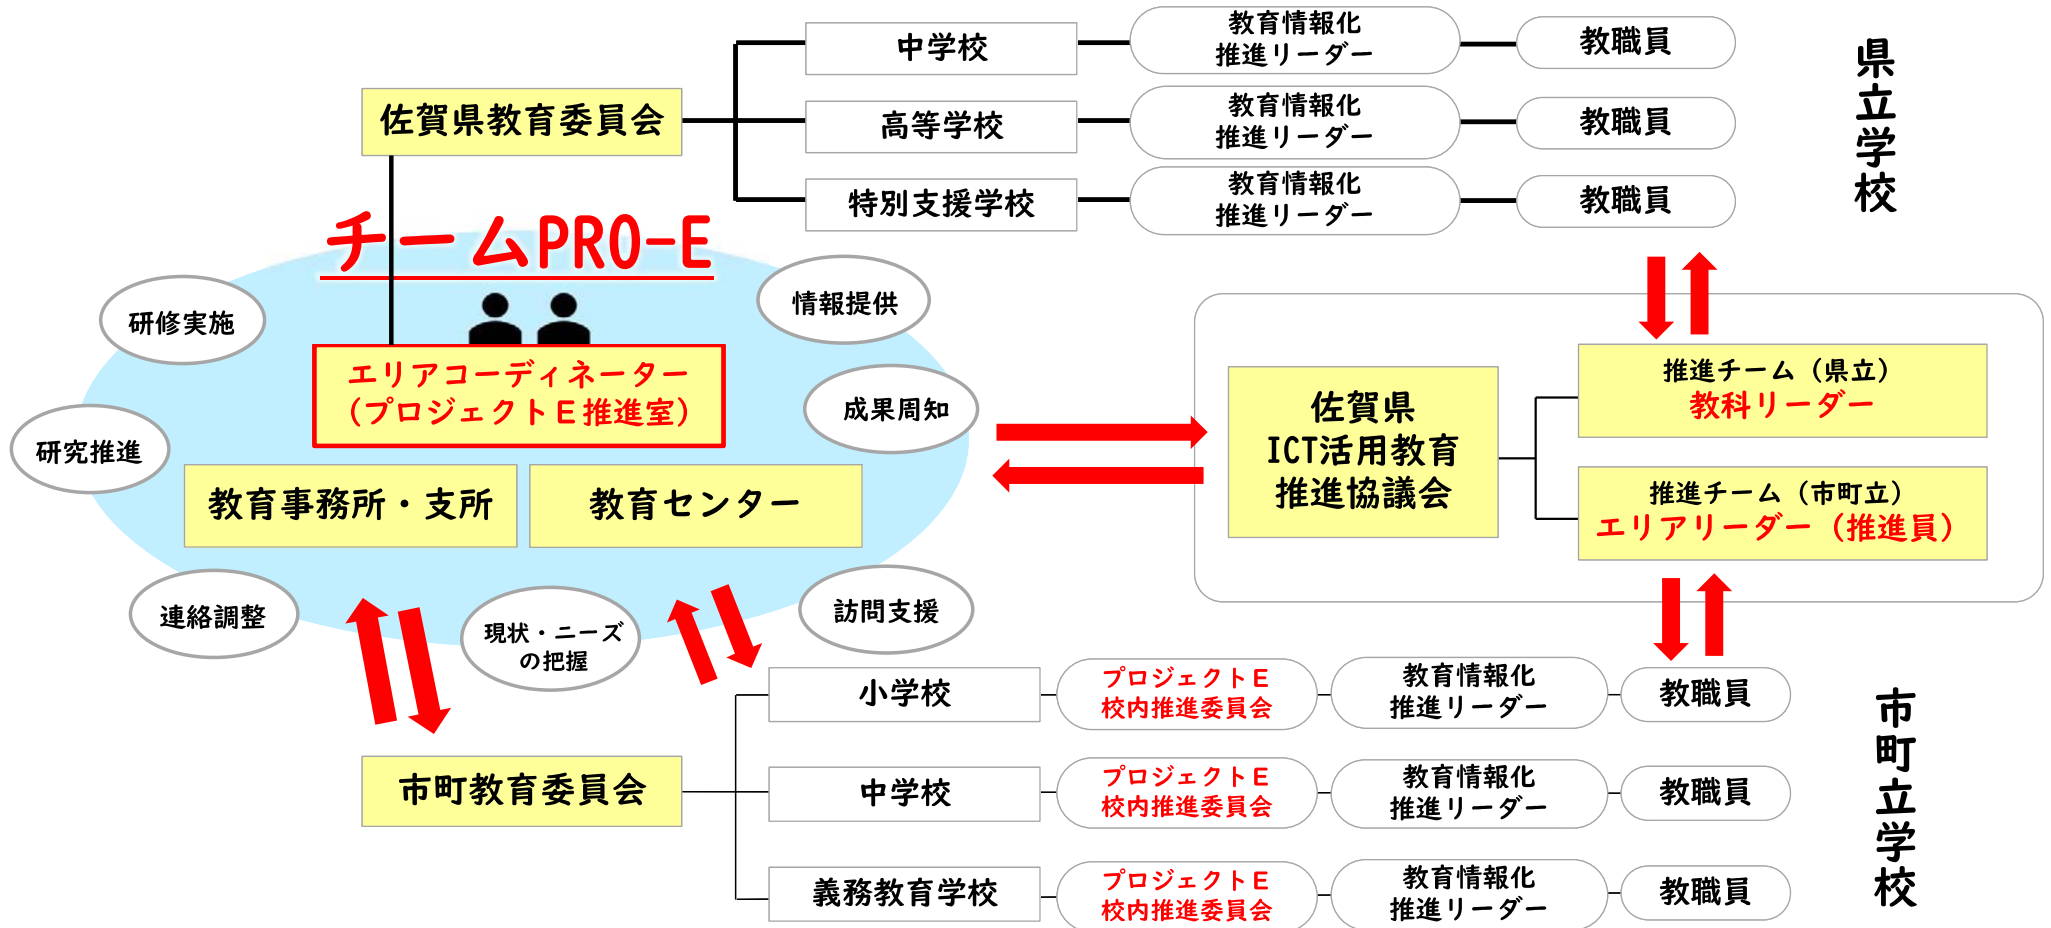 中学校
教育情報化
推進リーダー
教職員
佐賀県教育委員会
高等学校
教育情報化
推進リーダー
教職員
特別支援学校
教育情報化
推進リーダー
教職員
県立学校
チームPRO-E
研修実施
情報提供
エリアコーディネーター
（プロジェクトE推進室）
成果周知
研究推進
教育事務所・支所
教育センター
連絡調整
現状・ニーズ
の把握
訪問支援
佐賀県
ICT活用教育
推進協議会
推進チーム（県立）
教科リーダー
推進チーム（市町立）
エリアリーダー（推進員）
市町教育委員会
小学校
プロジェクトE
校内推進委員会
教育情報化
推進リーダー
教職員
中学校
プロジェクトE
校内推進委員会
教育情報化
推進リーダー
教職員
義務教育学校
プロジェクトE
校内推進委員会
教育情報化
推進リーダー
教職員
市町立学校